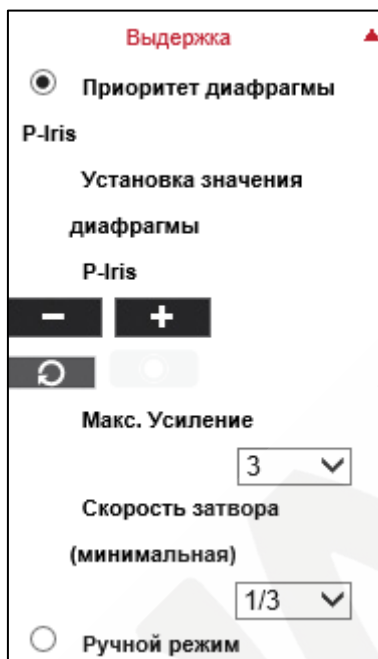 Выдержка
Приоритет диафрагмы
P-Iris
Установка значения
диафрагмы
P-Iris
Макс. Усиление
3
Скорость затвора
(минимальная)
1/3
Ручной режим